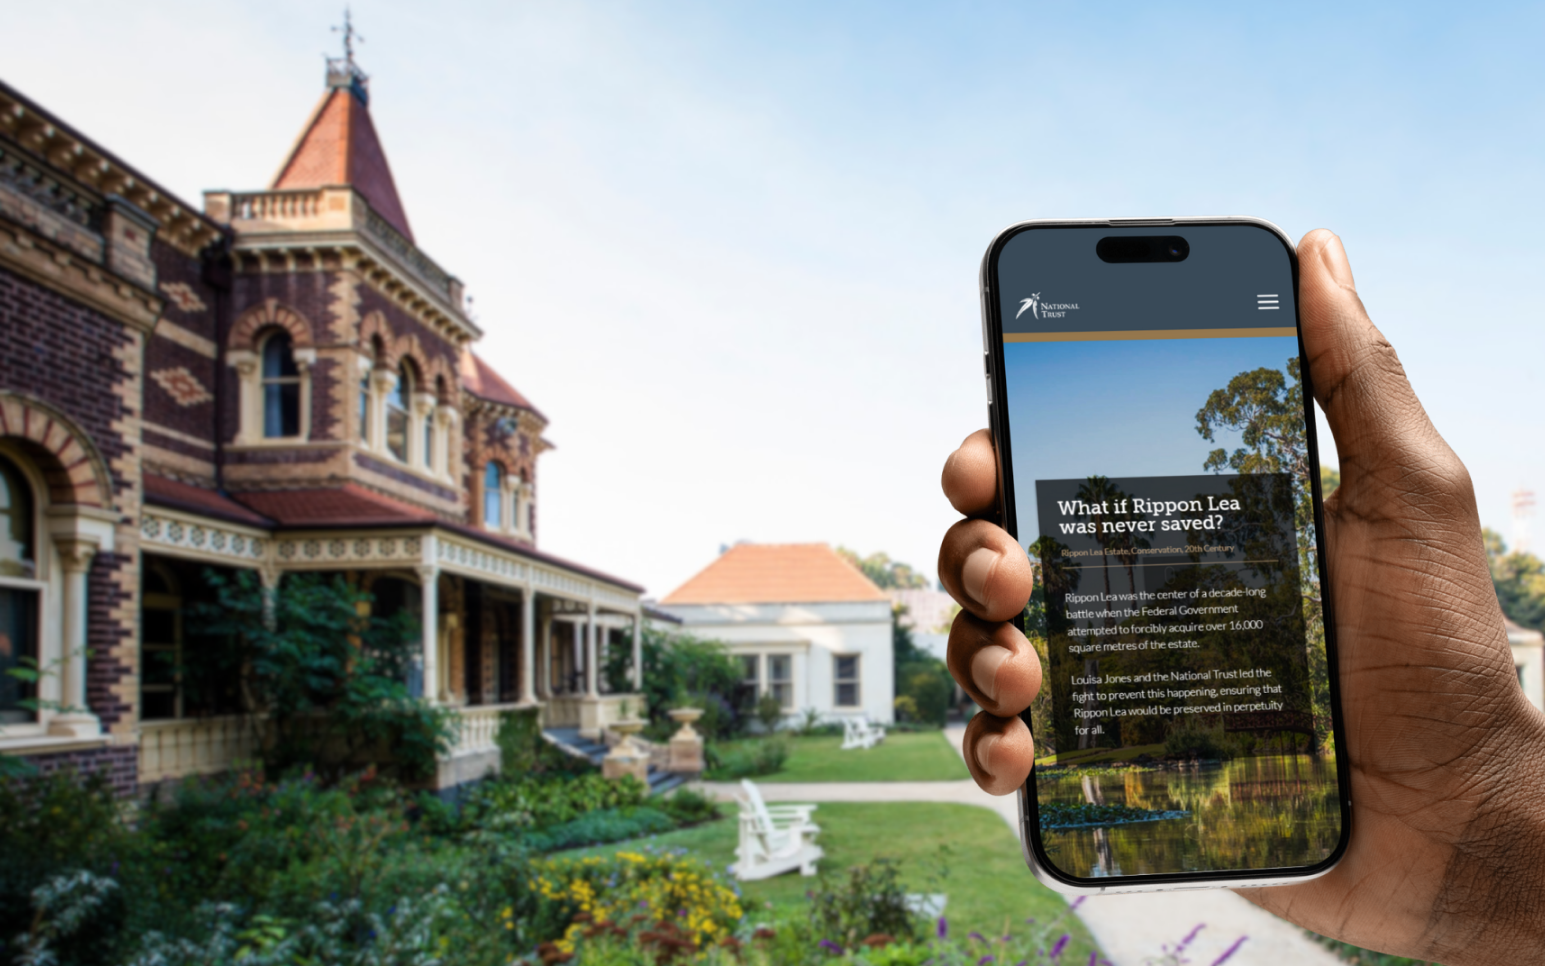 NATIONAL
TRUST
What if Rippon Lea
was never saved?
Rippon Lea Estate, Conservation, 20th Century
Rippon Lea was the center of a decade-long
battle when the Federal Government
attempted to forcibly acquire over 16,000
square metres of the estate.
Louisa Jones and the National Trust led the
fight to prevent this happening, ensuring that
Rippon Lea would be preserved in perpetuity
for all.